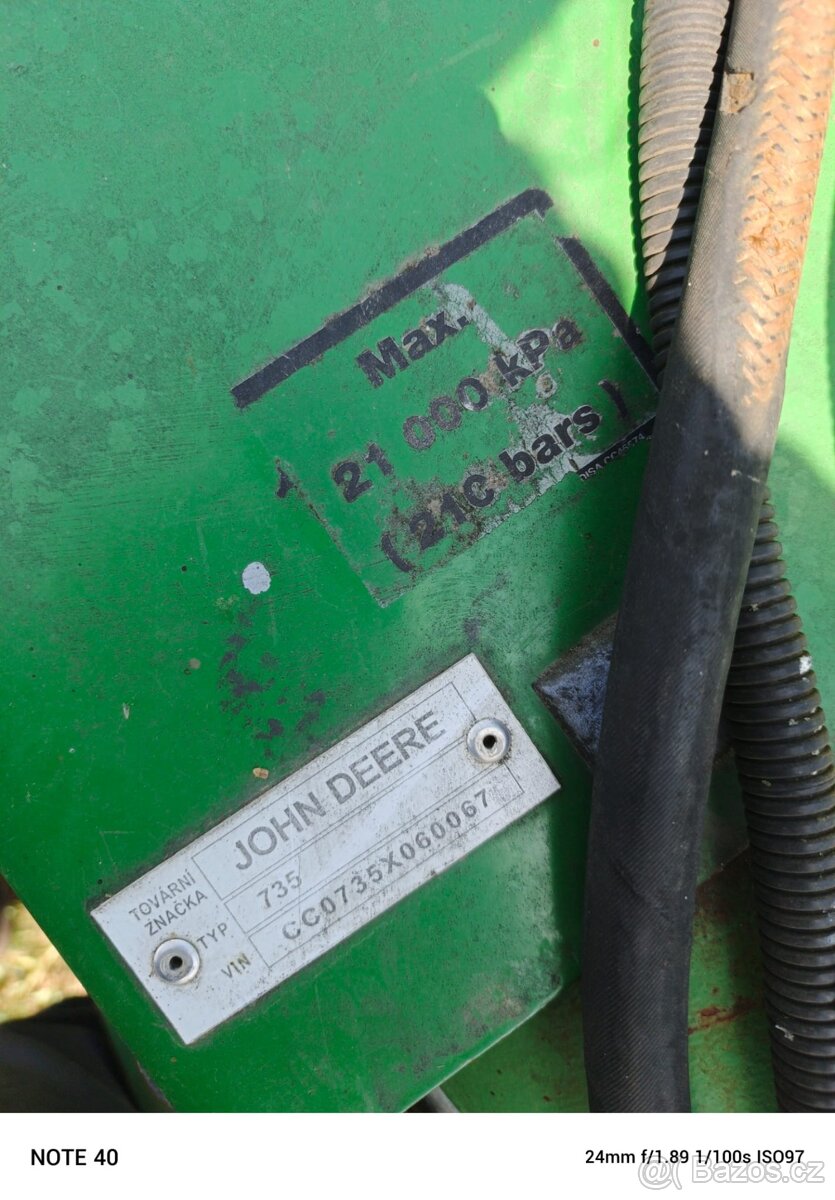 Max.
21 000 kPa
(210 bars)
JOHN DEERE
TOVÁRNÍ
ZNAČKA
TYP 735
VIN CC0735X060067
NOTE 40
24mm f/1.89 1/100s ISO97
@( Bazos.cz